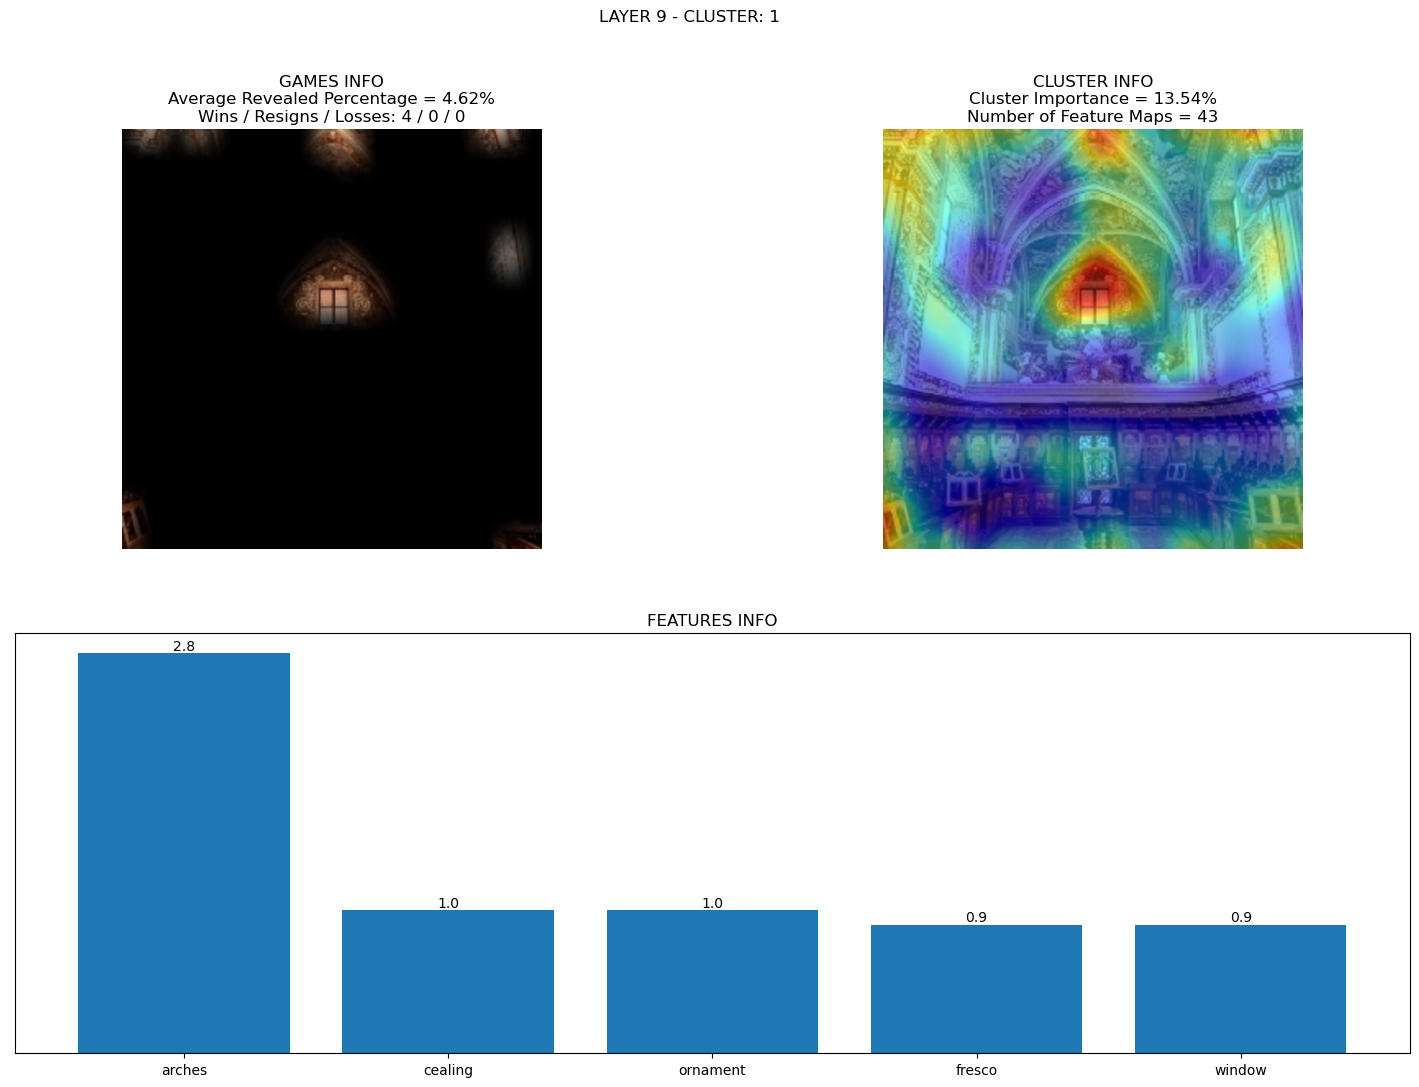 LAYER 9 - CLUSTER: 1
GAMES INFO
Average Revealed Percentage = 4.62%
Wins / Resigns / Losses: 4 / 0 / 0
CLUSTER INFO
Cluster Importance = 13.54%
Number of Feature Maps = 43
FEATURES INFO
2.8
1.0
1.0
0.9
0.9
arches
cealing
ornament
fresco
window